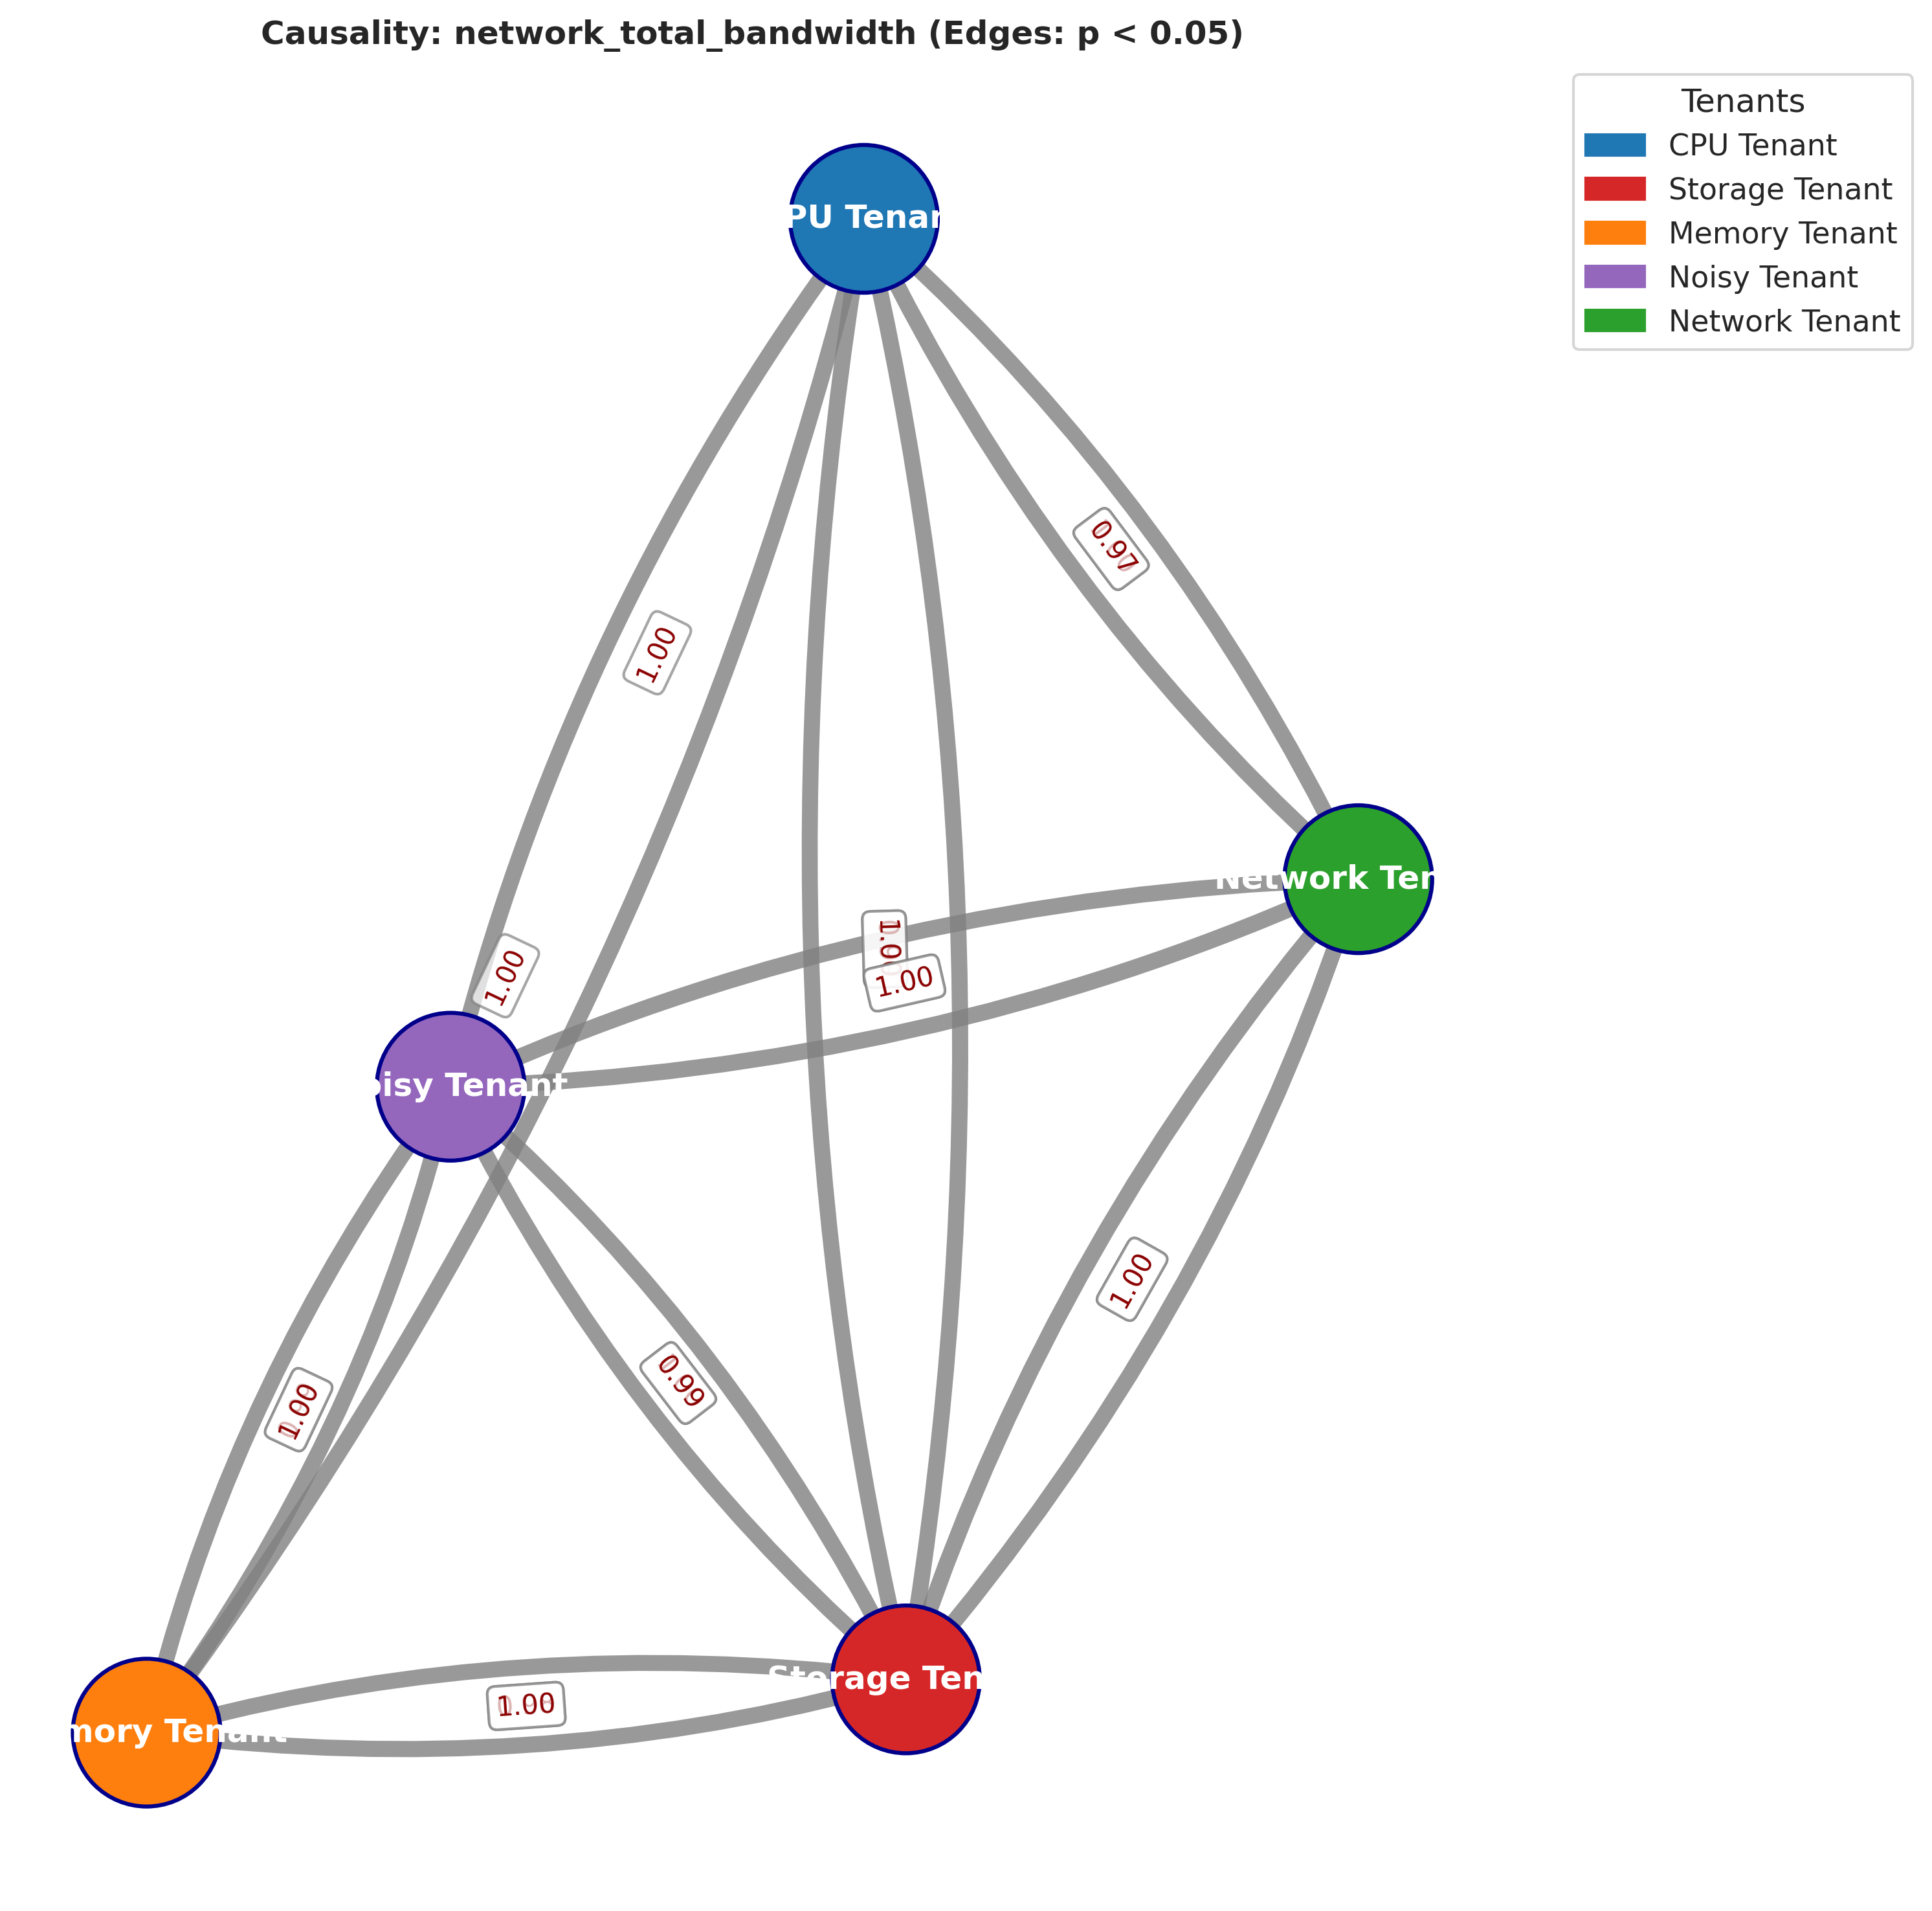 Causality: network_total_bandwidth (Edges: p < 0.05)
Tenants
CPU Tenant
Storage Tenant
Memory Tenant
Noisy Tenant
Network Tenant
PU Tenan
0.97
1.00
Network Ten
1.00
1.00
1.00
oisy Tenant
1.00
0.99
1.00
Storage Ten
1.00
mory Tenant